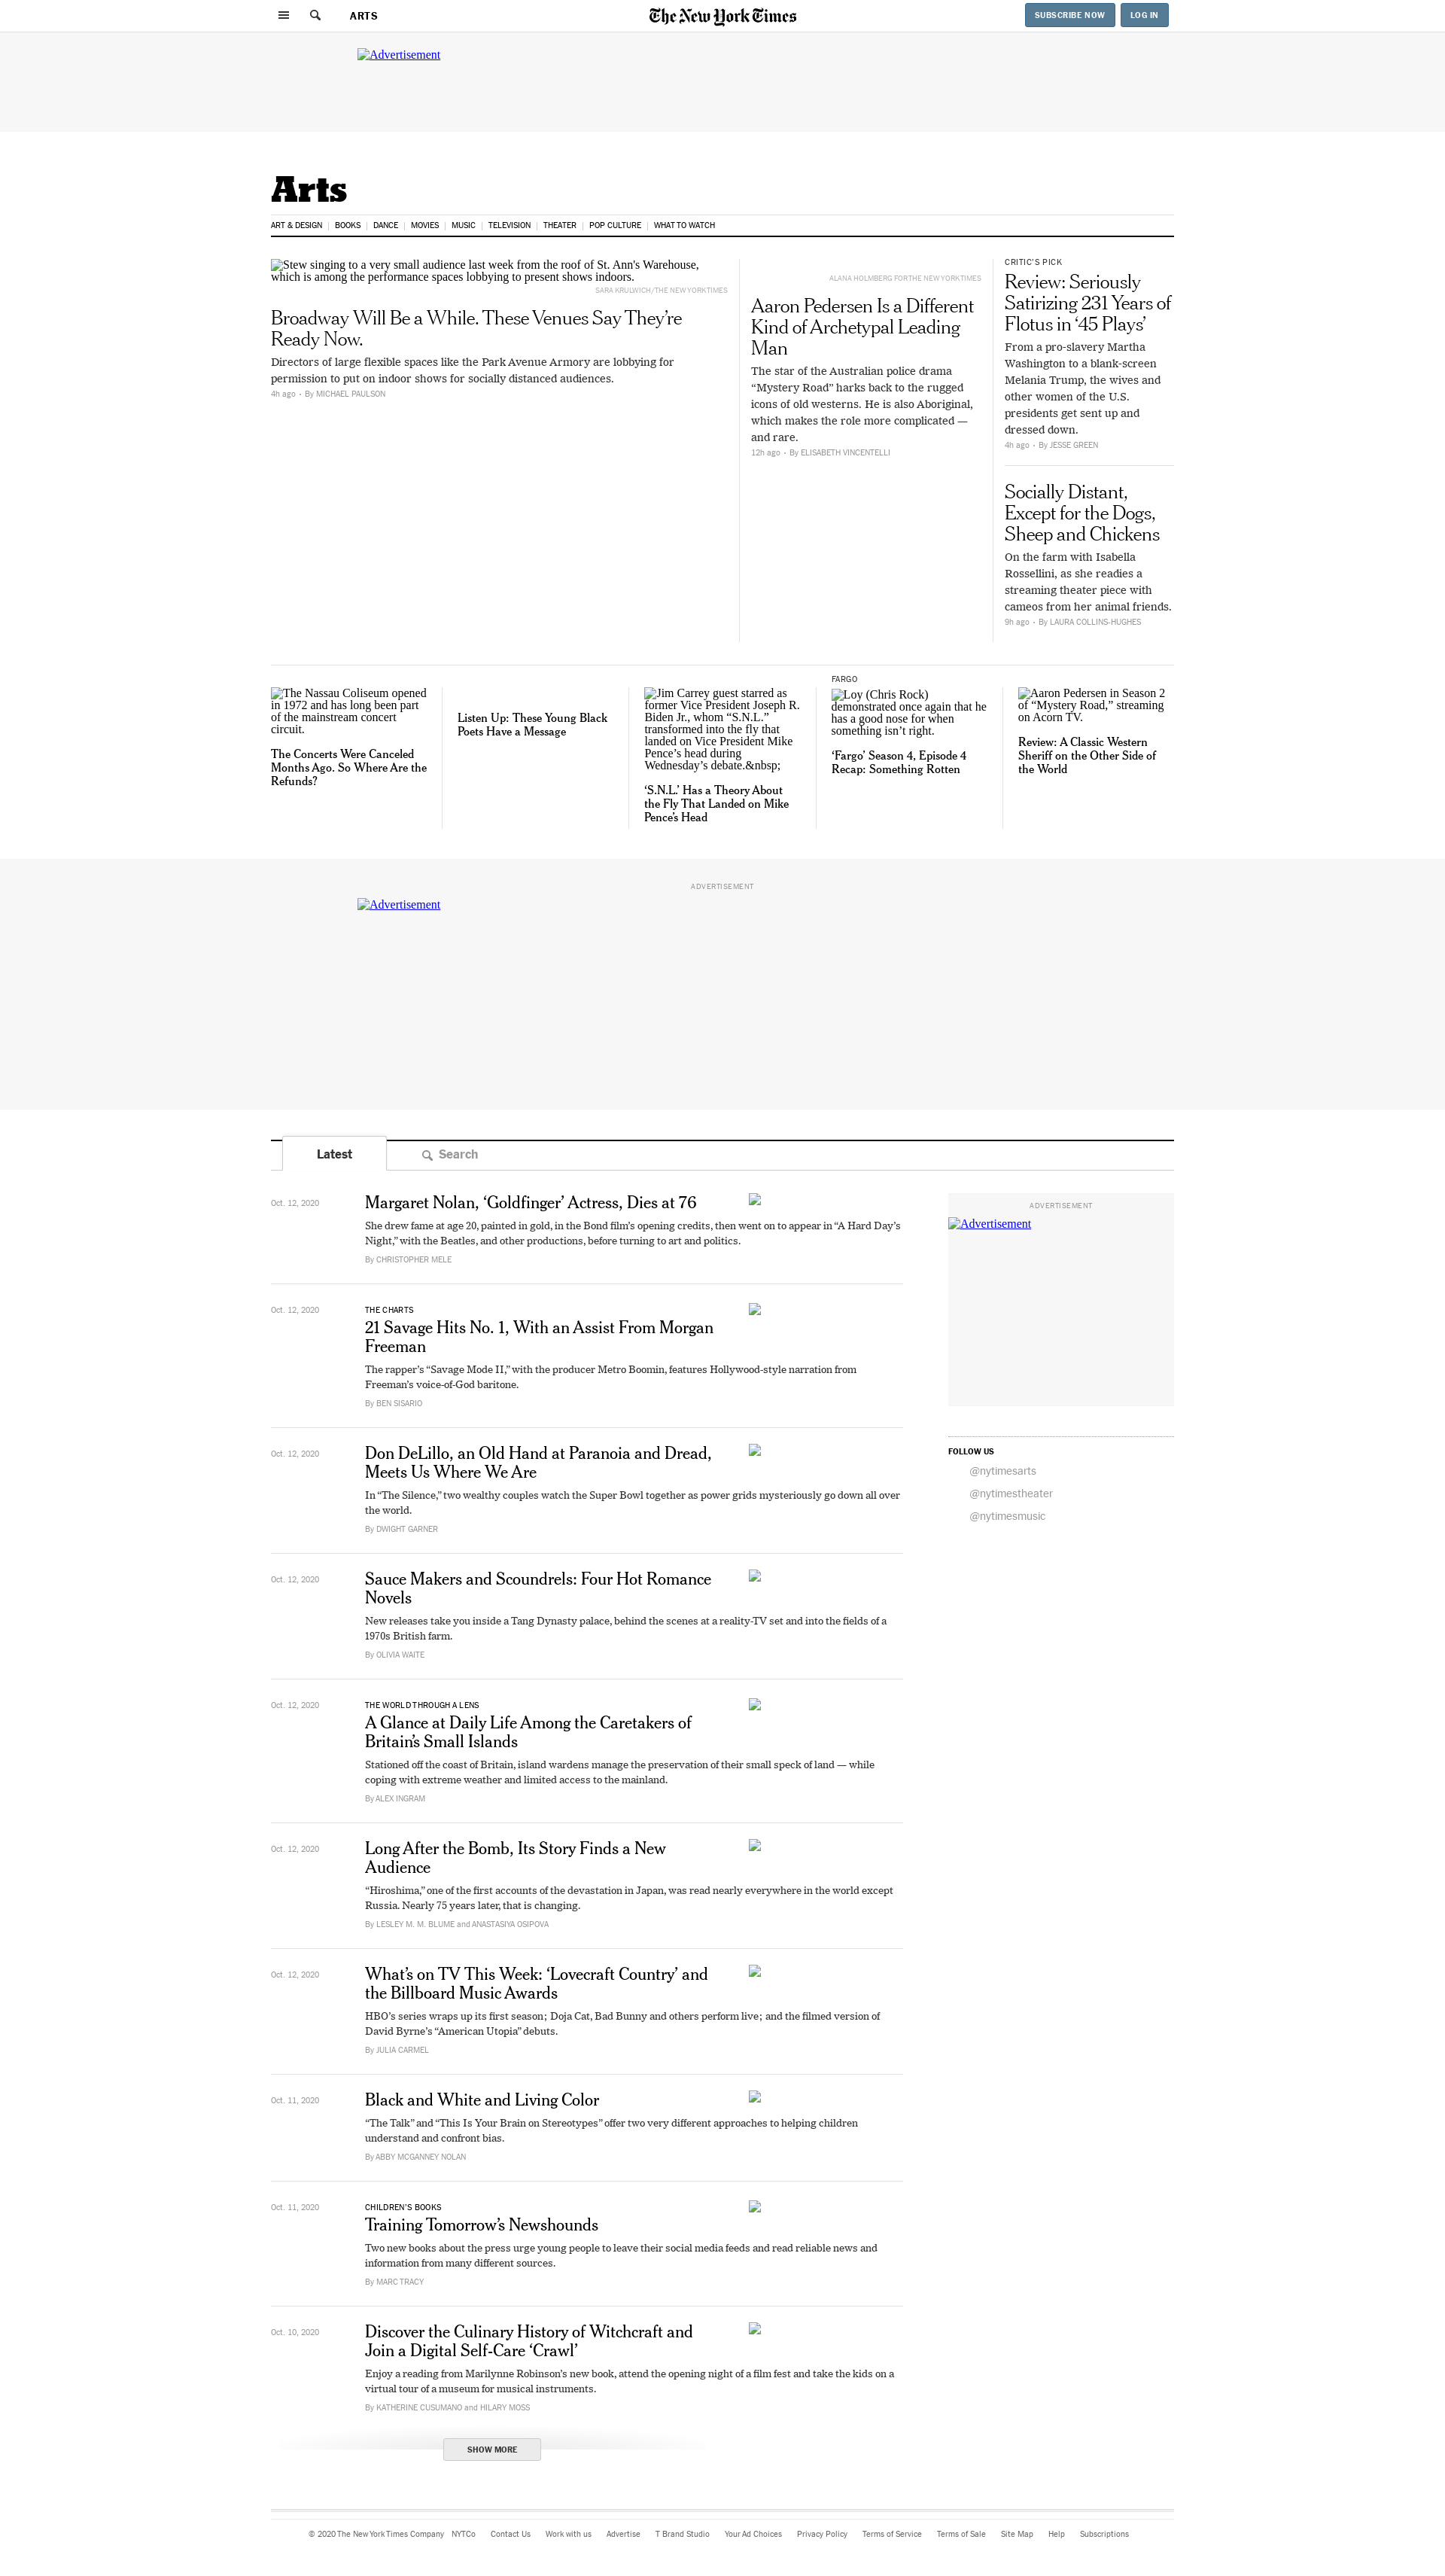 ARTS
The New York Times
SUBSCRIBE NOW
LOG IN
Advertisement
Arts
ART & DESIGN | BOOKS | DANCE | MOVIES | MUSIC | TELEVISION | THEATER | POP CULTURE | WHAT TO WATCH
Stew singing to a very small audience last week from the roof of St. Ann's Warehouse,
which is among the performance spaces lobbying to present shows indoors.
SARA KRULWICH/THE NEW YORK TIMES
Broadway Will Be a While. These Venues Say They’re
Ready Now.
Directors of large flexible spaces like the Park Avenue Armory are lobbying for
permission to put on indoor shows for socially distanced audiences.
4h ago • By MICHAEL PAULSON
ALANA HOLMBERG FOR THE NEW YORK TIMES
Aaron Pedersen Is a Different
Kind of Archetypal Leading
Man
The star of the Australian police drama
“Mystery Road” harks back to the rugged
icons of old westerns. He is also Aboriginal,
which makes the role more complicated —
and rare.
12h ago • By ELISABETH VINCENTELLI
CRITIC’S PICK
Review: Seriously
Satirizing 231 Years of
Flotus in ‘45 Plays’
From a pro-slavery Martha
Washington to a blank-screen
Melania Trump, the wives and
other women of the U.S.
presidents get sent up and
dressed down.
4h ago • By JESSE GREEN
Socially Distant,
Except for the Dogs,
Sheep and Chickens
On the farm with Isabella
Rossellini, as she readies a
streaming theater piece with
cameos from her animal friends.
9h ago • By LAURA COLLINS-HUGHES
The Nassau Coliseum opened
in 1972 and has long been part
of the mainstream concert
circuit.
The Concerts Were Canceled
Months Ago. So Where Are the
Refunds?
Listen Up: These Young Black
Poets Have a Message
Jim Carrey guest starred as
former Vice President Joseph R.
Biden Jr., whom “S.N.L.”
transformed into the fly that
landed on Vice President Mike
Pence’s head during
Wednesday’s debate.&nbsp;
‘S.N.L.’ Has a Theory About
the Fly That Landed on Mike
Pence’s Head
FARGO
Loy (Chris Rock)
demonstrated once again that he
has a good nose for when
something isn’t right.
‘Fargo’ Season 4, Episode 4
Recap: Something Rotten
Aaron Pedersen in Season 2
of “Mystery Road,” streaming
on Acorn TV.
Review: A Classic Western
Sheriff on the Other Side of
the World
ADVERTISEMENT
Advertisement
Latest
Search
Oct. 12, 2020
Margaret Nolan, ‘Goldfinger’ Actress, Dies at 76
She drew fame at age 20, painted in gold, in the Bond film’s opening credits, then went on to appear in “A Hard Day’s
Night,” with the Beatles, and other productions, before turning to art and politics.
By CHRISTOPHER MELE
Oct. 12, 2020
THE CHARTS
21 Savage Hits No. 1, With an Assist From Morgan
Freeman
The rapper’s “Savage Mode II,” with the producer Metro Boomin, features Hollywood-style narration from
Freeman’s voice-of-God baritone.
By BEN SISARIO
Oct. 12, 2020
Don DeLillo, an Old Hand at Paranoia and Dread,
Meets Us Where We Are
In “The Silence,” two wealthy couples watch the Super Bowl together as power grids mysteriously go down all over
the world.
By DWIGHT GARNER
Oct. 12, 2020
Sauce Makers and Scoundrels: Four Hot Romance
Novels
New releases take you inside a Tang Dynasty palace, behind the scenes at a reality-TV set and into the fields of a
1970s British farm.
By OLIVIA WAITE
Oct. 12, 2020
THE WORLD THROUGH A LENS
A Glance at Daily Life Among the Caretakers of
Britain’s Small Islands
Stationed off the coast of Britain, island wardens manage the preservation of their small speck of land — while
coping with extreme weather and limited access to the mainland.
By ALEX INGRAM
Oct. 12, 2020
Long After the Bomb, Its Story Finds a New
Audience
“Hiroshima,” one of the first accounts of the devastation in Japan, was read nearly everywhere in the world except
Russia. Nearly 75 years later, that is changing.
By LESLEY M. M. BLUME and ANASTASIYA OSIPOVA
Oct. 12, 2020
What’s on TV This Week: ‘Lovecraft Country’ and
the Billboard Music Awards
HBO’s series wraps up its first season; Doja Cat, Bad Bunny and others perform live; and the filmed version of
David Byrne’s “American Utopia” debuts.
By JULIA CARMEL
Oct. 11, 2020
Black and White and Living Color
“The Talk” and “This Is Your Brain on Stereotypes” offer two very different approaches to helping children
understand and confront bias.
By ABBY MCGANNEY NOLAN
Oct. 11, 2020
CHILDREN’S BOOKS
Training Tomorrow’s Newshounds
Two new books about the press urge young people to leave their social media feeds and read reliable news and
information from many different sources.
By MARC TRACY
Oct. 10, 2020
Discover the Culinary History of Witchcraft and
Join a Digital Self-Care ‘Crawl’
Enjoy a reading from Marilynne Robinson’s new book, attend the opening night of a film fest and take the kids on a
virtual tour of a museum for musical instruments.
By KATHERINE CUSUMANO and HILARY MOSS
SHOW MORE
ADVERTISEMENT
Advertisement
FOLLOW US
@nytimesarts
@nytimestheater
@nytimesmusic
© 2020 The New York Times Company NYTCo Contact Us Work with us Advertise T Brand Studio Your Ad Choices Privacy Policy Terms of Service Terms of Sale Site Map Help Subscriptions